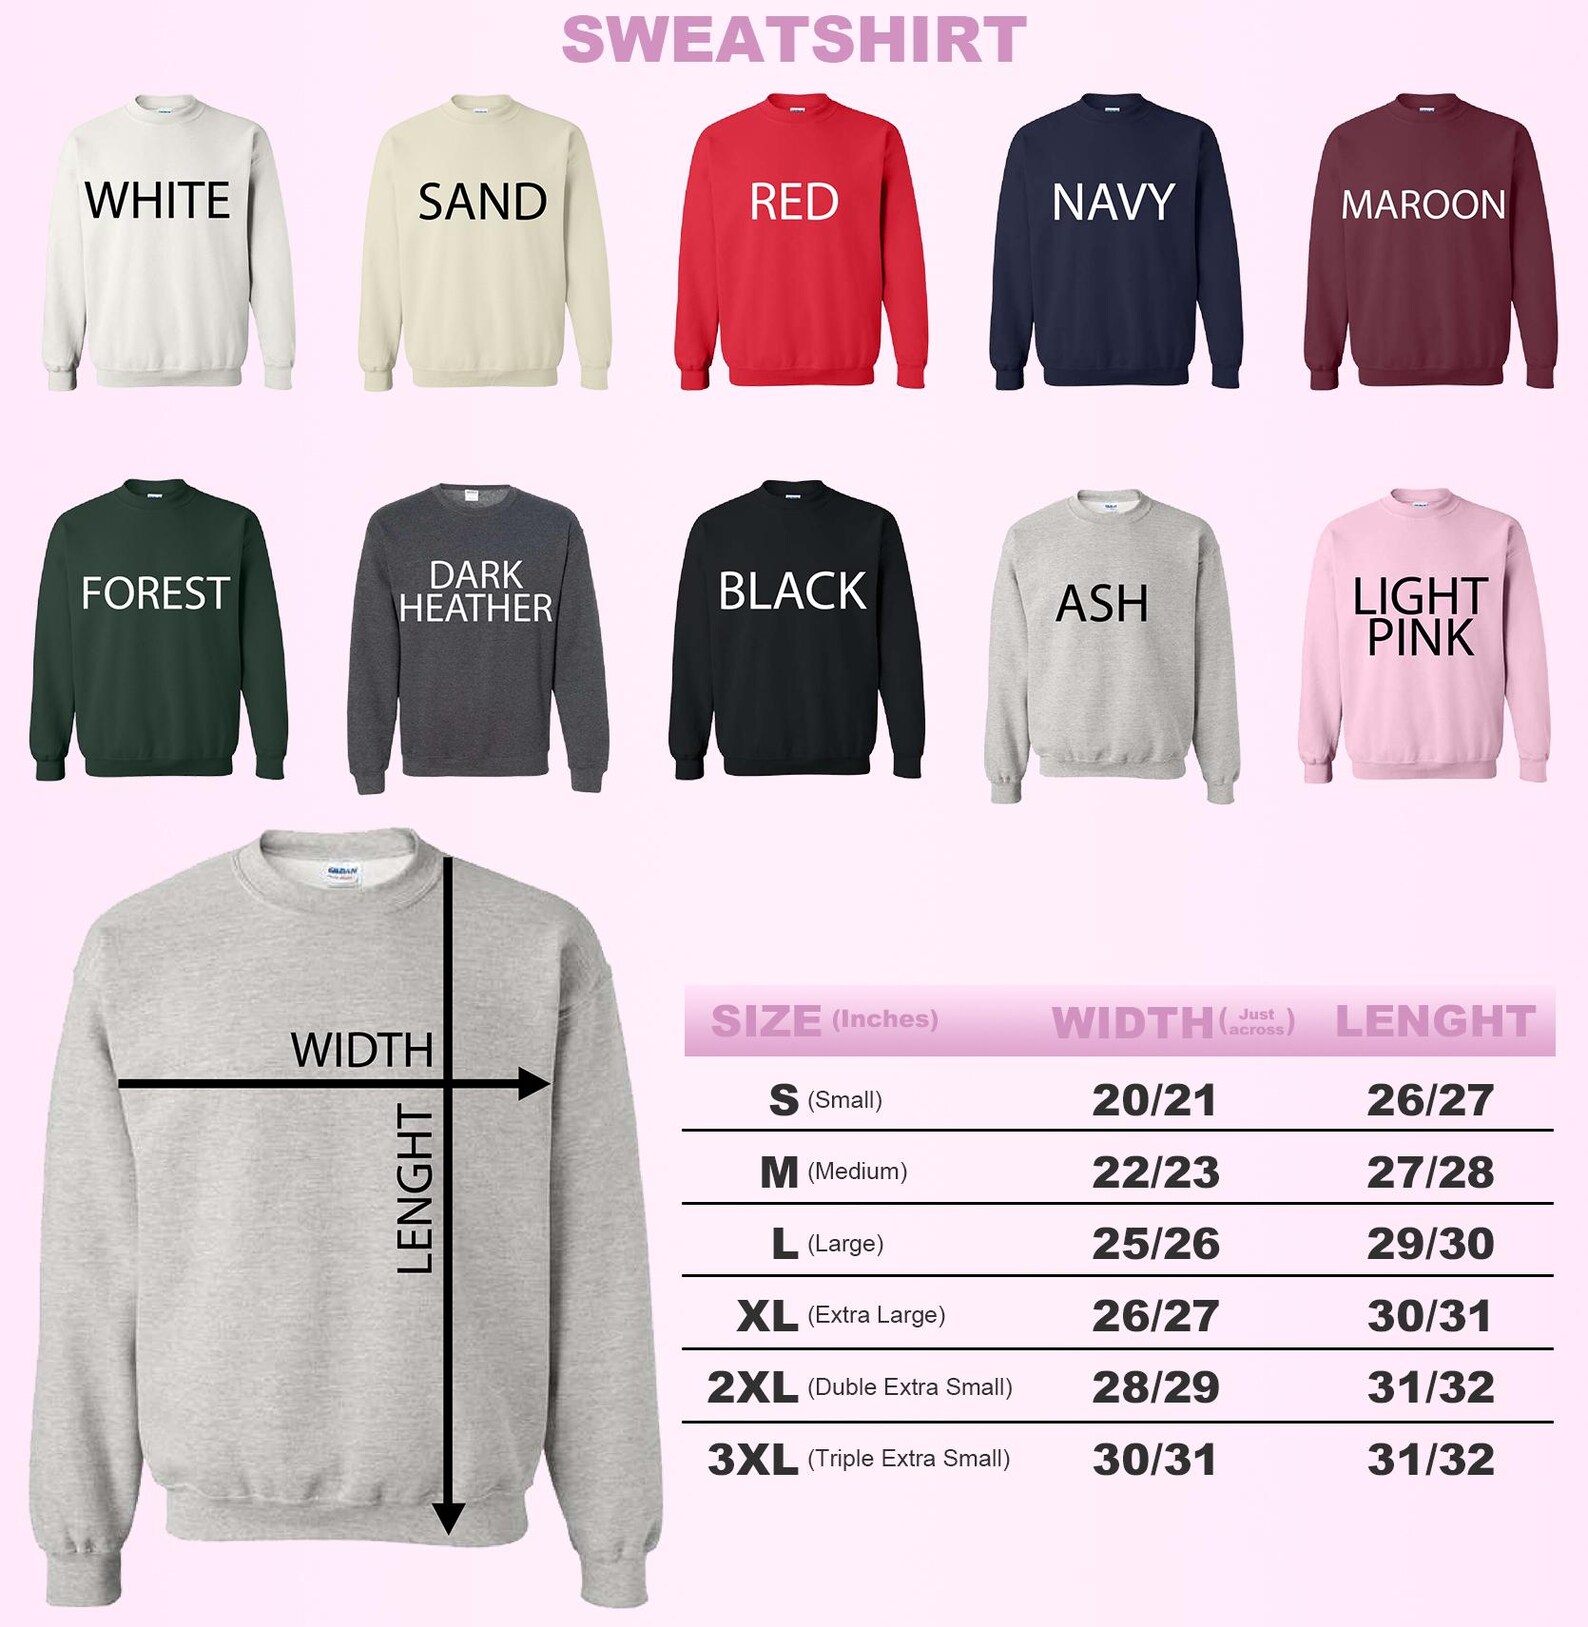 SWEATSHIRT
WHITE
SAND
RED
NAVY
MAROON
FOREST
DARK
HEATHER
BLACK
ASH
LIGHT
PINK
GILDAN
WIDTH
LENGHT
SIZE (Inches) WIDTH (Just across) LENGHT
S (Small) 20/21 26/27
M (Medium) 22/23 27/28
L (Large) 25/26 29/30
XL (Extra Large) 26/27 30/31
2XL (Duble Extra Small) 28/29 31/32
3XL (Triple Extra Small) 30/31 31/32